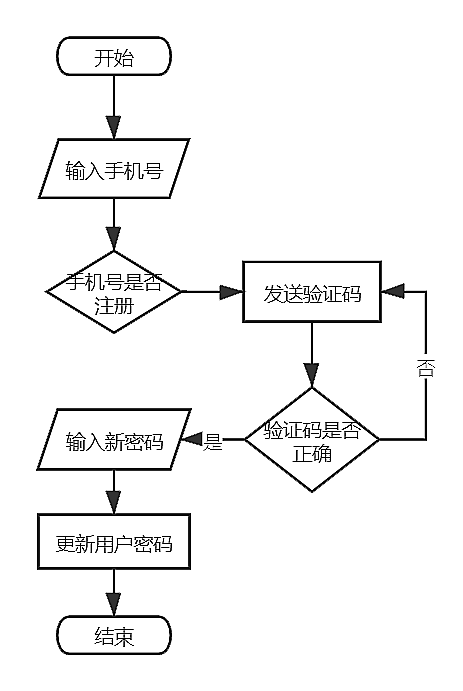 开始
输入手机号
手机号是否
注册
发送验证码
否
验证码是否
正确
是
输入新密码
更新用户密码
结束